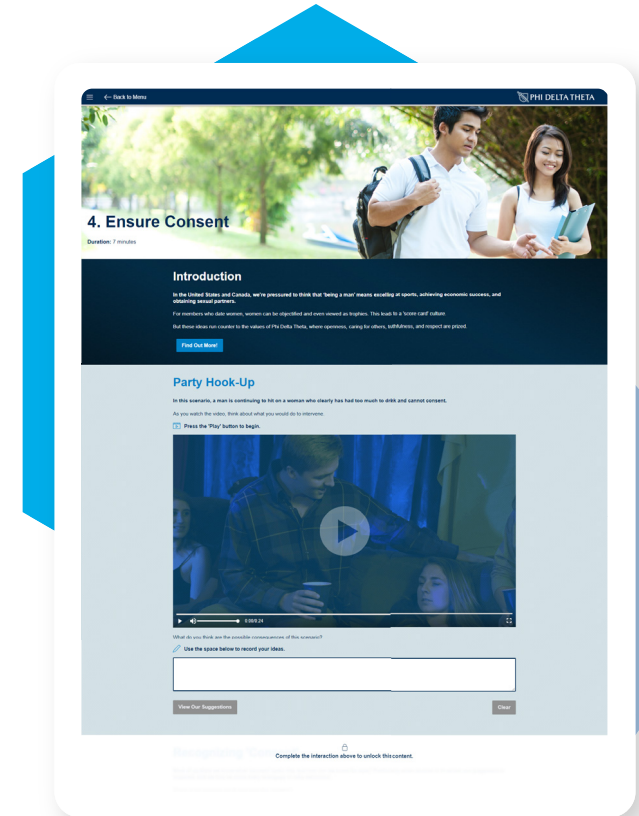 ← Back to Menu
PHI DELTA THETA
4. Ensure Consent
Duration: 7 minutes
Introduction
In the United States and Canada, we're pressured to think that 'being a man' means excelling at sports, achieving economic success, and
obtaining sexual partners.
For members who date women, women can be objectified and even viewed as trophies. This leads to a 'score card' culture.
But these ideas run counter to the values of Phi Delta Theta, where openness, caring for others, truthfulness, and respect are prized.
Find Out More!
Party Hook-Up
In this scenario, a man is continuing to hit on a woman who clearly has had too much to drink and cannot consent.
As you watch the video, think about what you would do to intervene.
Press the 'Play' button to begin.
0:00/0:24
What do you think are the possible consequences of this scenario?
Use the space below to record your ideas.
View Our Suggestions
Clear
Complete the interaction above to unlock this content.